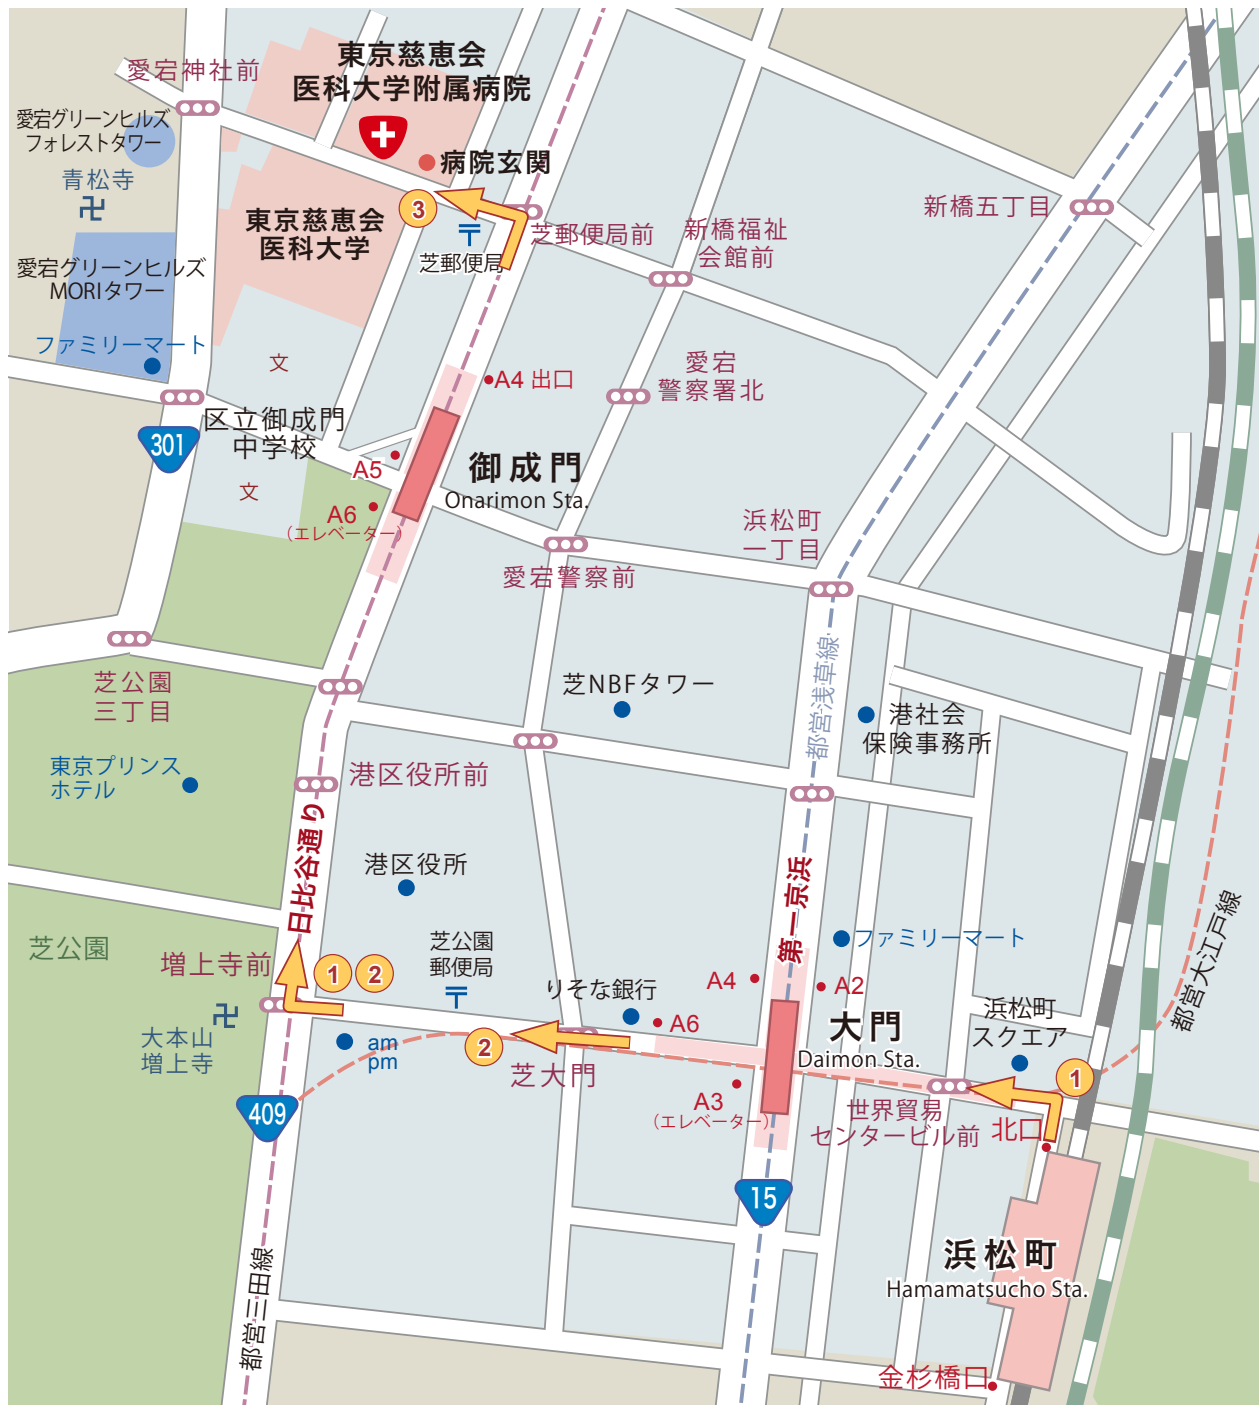 東京慈恵会
医科大学附属病院
愛宕神社前
愛宕グリーンヒルズ
フォレストタワー
青松寺
病院玄関
3
東京慈恵会
医科大学
芝郵便局
芝郵便局前
新橋福祉
会館前
新橋五丁目
愛宕グリーンヒルズ
MORIタワー
ファミリーマート
文
A4 出口
愛宕
警察署北
301
区立御成門
中学校
文
A5
A6
(エレベーター)
御成門
Onarimon Sta.
浜松町
一丁目
愛宕警察前
芝公園
三丁目
芝NBFタワー
都営浅草線
港社会
保険事務所
東京プリンス
ホテル
港区役所前
日比谷通り
港区役所
第一京浜
ファミリーマート
都営大江戸線
芝公園
増上寺前
1
2
芝公園
郵便局
りそな銀行
A4
A2
A6
大門
Daimon Sta.
浜松町
スクエア
大本山
増上寺
am
pm
2
芝大門
A3
(エレベーター)
1
世界貿易
センタービル前
北口
409
15
浜松町
Hamamatsucho Sta.
都営三田線
金杉橋口